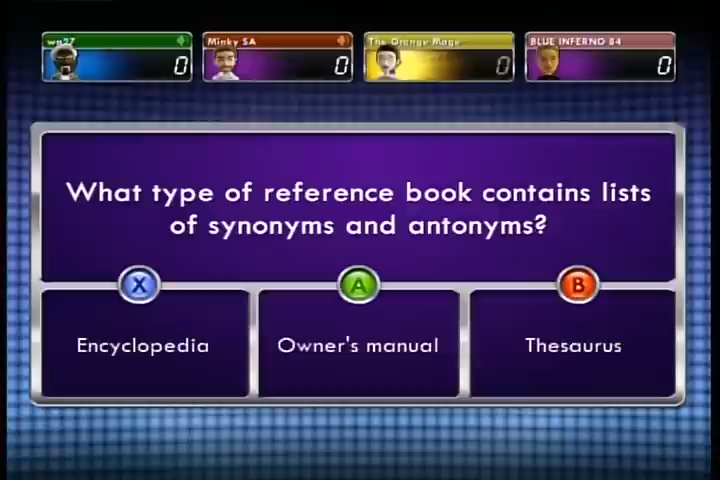 wa27
Minky SA
The Orange Mage
BLUE INFERNO 84
0
0
0
0
What type of reference book contains lists
of synonyms and antonyms?
X
A
B
Encyclopedia
Owner's manual
Thesaurus